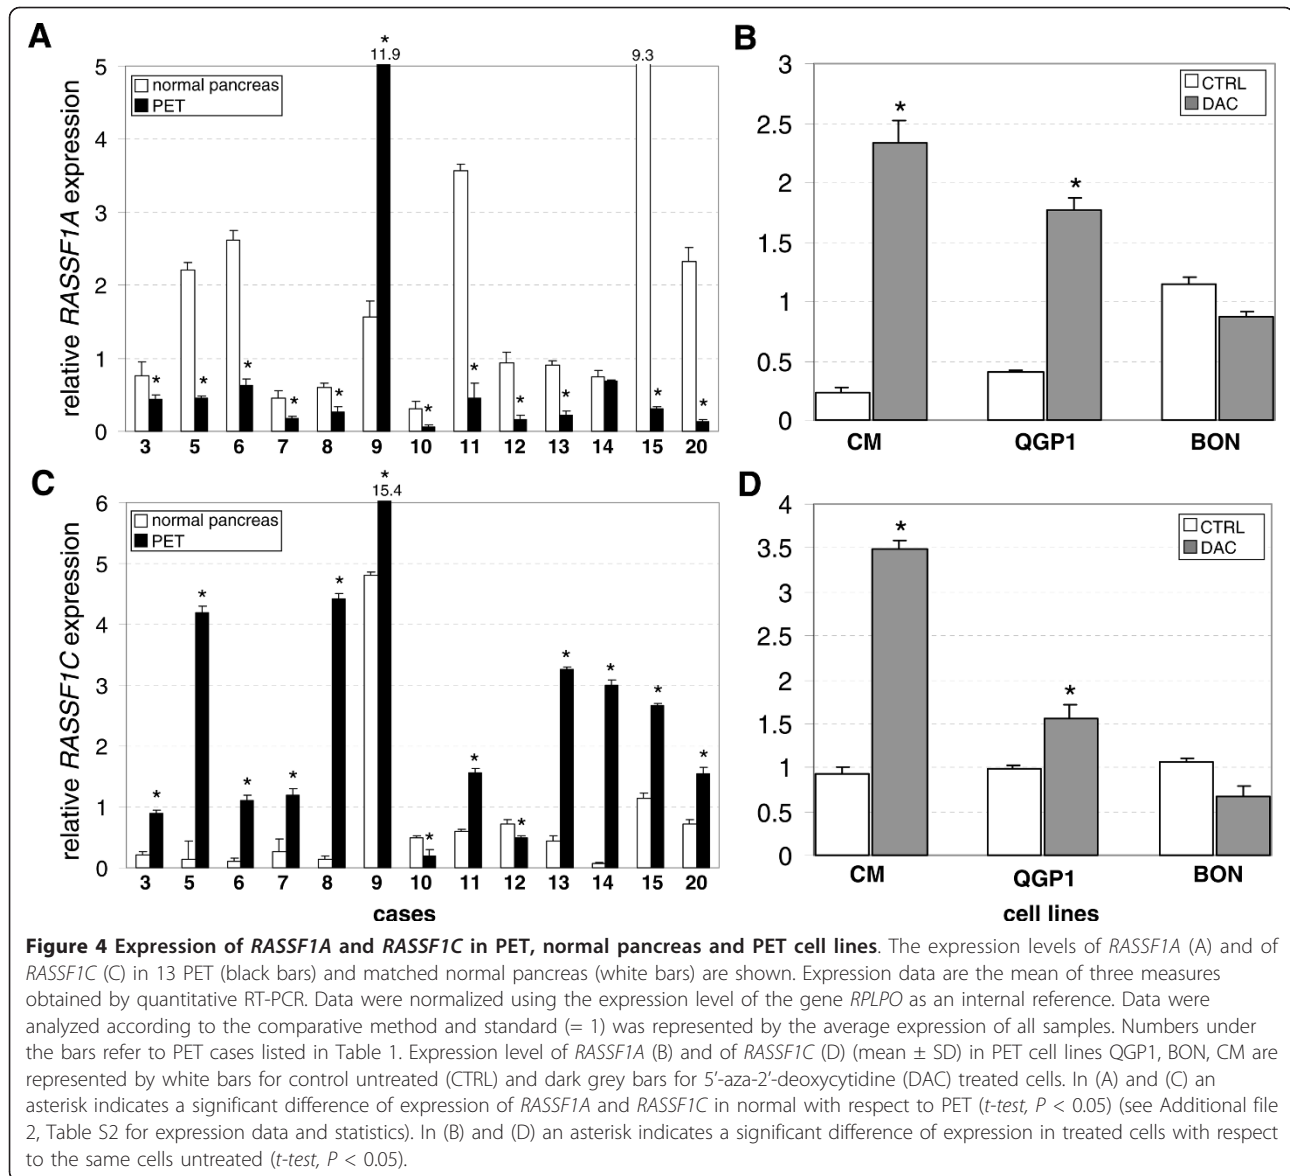 A
relative RASSF1A expression
5
4
3
2
1
0
normal pancreas
PET
*
11.9
9.3
* * * * * * * * * * *
3 5 6 7 8 9 10 11 12 13 14 15 20
B
3
2.5
2
1.5
1
0.5
0
CTRL
DAC
* *
CM QGP1 BON
C
relative RASSF1C expression
6
5
4
3
2
1
0
normal pancreas
PET
*
15.4
* * * * * * * * * * * *
3 5 6 7 8 9 10 11 12 13 14 15 20
cases
D
4
3.5
3
2.5
2
1.5
1
0.5
0
CTRL
DAC
* *
CM QGP1 BON
cell lines
Figure 4 Expression of RASSF1A and RASSF1C in PET, normal pancreas and PET cell lines. The expression levels of RASSF1A (A) and of
RASSF1C (C) in 13 PET (black bars) and matched normal pancreas (white bars) are shown. Expression data are the mean of three measures
obtained by quantitative RT-PCR. Data were normalized using the expression level of the gene RPLPO as an internal reference. Data were
analyzed according to the comparative method and standard (= 1) was represented by the average expression of all samples. Numbers under
the bars refer to PET cases listed in Table 1. Expression level of RASSF1A (B) and of RASSF1C (D) (mean ± SD) in PET cell lines QGP1, BON, CM are
represented by white bars for control untreated (CTRL) and dark grey bars for 5’-aza-2’-deoxycytidine (DAC) treated cells. In (A) and (C) an
asterisk indicates a significant difference of expression of RASSF1A and RASSF1C in normal with respect to PET (t-test, P < 0.05) (see Additional file
2, Table S2 for expression data and statistics). In (B) and (D) an asterisk indicates a significant difference of expression in treated cells with respect
to the same cells untreated (t-test, P < 0.05).